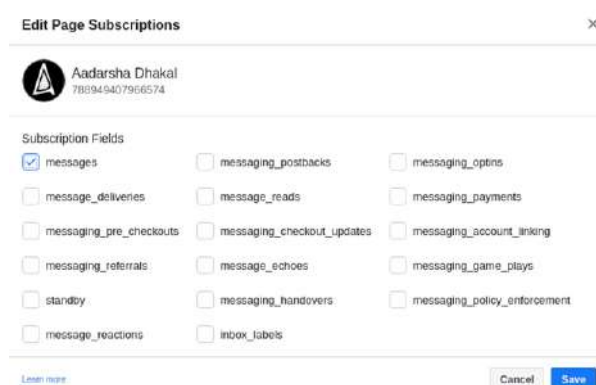 Edit Page Subscriptions
Aadarsha Dhakal
788949407966574
Subscription Fields
messages messaging_postbacks messaging_optins
message_deliveries message_reads messaging_payments
messaging_pre_checkouts messaging_checkout_updates messaging_account_linking
messaging_referrals message_echoes messaging_game_plays
standby messaging_handovers messaging_policy_enforcement
message_reactions inbox_labels
Learn more Cancel Save